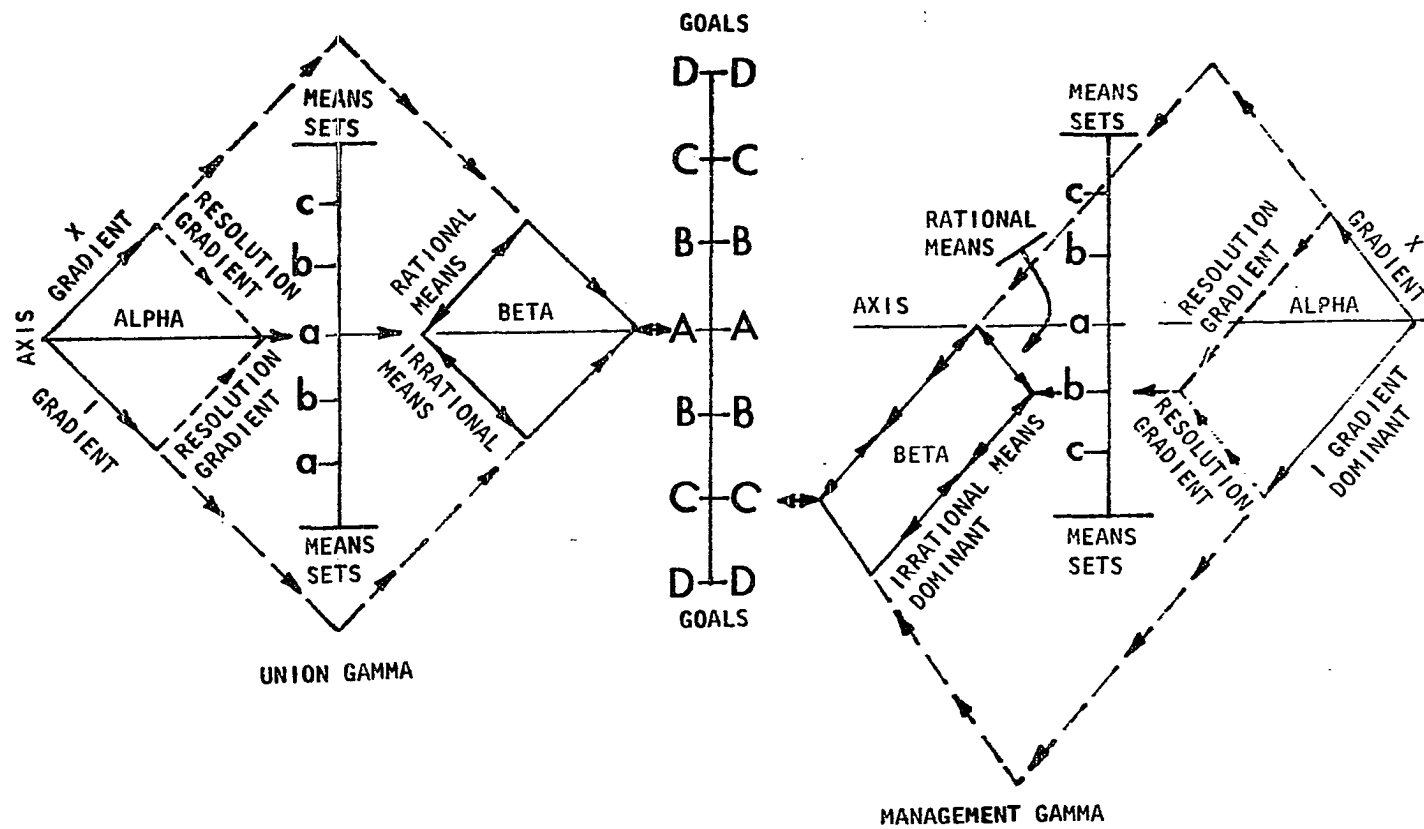 GOALS
D D
C C
B B
A A
B B
C C
D D
GOALS
MEANS
SETS
c
b
a
b
a
MEANS
SETS
AXIS
X
GRADIENT
RESOLUTION
GRADIENT
ALPHA
I
GRADIENT
RESOLUTION
GRADIENT
RATIONAL
MEANS
BETA
IRRATIONAL
MEANS
UNION GAMMA
MEANS
SETS
c
b
a
b
c
MEANS
SETS
RATIONAL
MEANS
AXIS
BETA
IRRATIONAL MEANS
DOMINANT
RESOLUTION
GRADIENT
X
GRADIENT
ALPHA
RESOLUTION
GRADIENT
I GRADIENT
DOMINANT
MANAGEMENT GAMMA